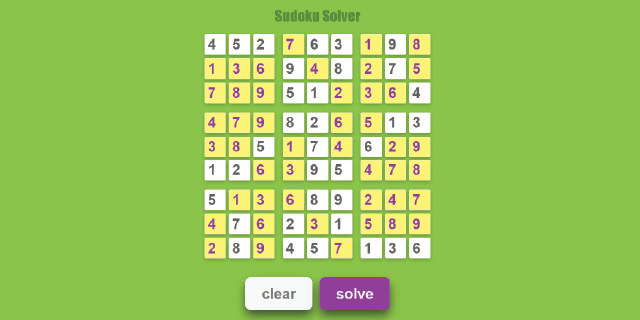 Sudoku Solver
4 5 2 7 6 3 1 9 8
1 3 6 9 4 8 2 7 5
7 8 9 5 1 2 3 6 4
4 7 9 8 2 6 5 1 3
3 8 5 1 7 4 6 2 9
1 2 6 3 9 5 4 7 8
5 1 3 6 8 9 2 4 7
4 7 6 2 3 1 5 8 9
2 8 9 4 5 7 1 3 6
clear solve